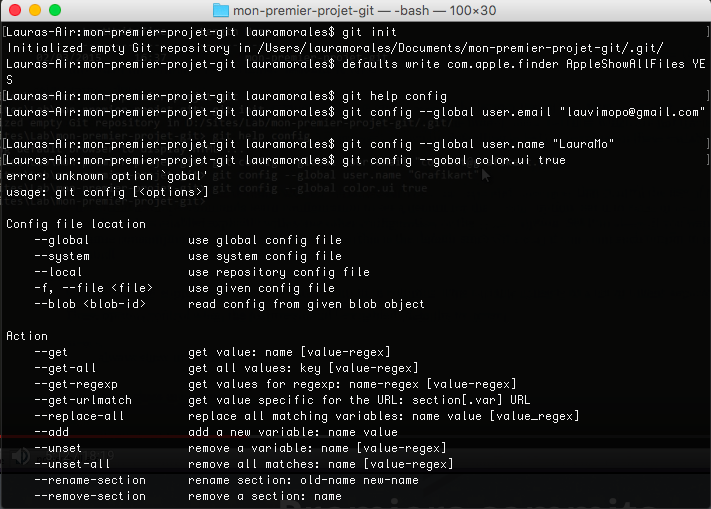 mon-premier-projet-git — -bash — 100×30
[Lauras-Air:mon-premier-projet-git lauramorales$ git init ]
Initialized empty Git repository in /Users/lauramorales/Documents/mon-premier-projet-git/.git/
Lauras-Air:mon-premier-projet-git lauramorales$ defaults write com.apple.finder AppleShowAllFiles YE
S
[Lauras-Air:mon-premier-projet-git lauramorales$ git help config ]
[Lauras-Air:mon-premier-projet-git lauramorales$ git config --global user.email "lauvimopo@gmail.com"
]
[Lauras-Air:mon-premier-projet-git lauramorales$ git config --global user.name "LauraMo" ]
[Lauras-Air:mon-premier-projet-git lauramorales$ git config --gobal color.ui true ]
error: unknown option `gobal'
usage: git config [<options>]
Config file location
--global use global config file
--system use system config file
--local use repository config file
-f, --file <file> use given config file
--blob <blob-id> read config from given blob object
Action
--get get value: name [value-regex]
--get-all get all values: key [value-regex]
--get-regexp get values for regexp: name-regex [value-regex]
--get-urlmatch get value specific for the URL: section[.var] URL
--replace-all replace all matching variables: name value [value_regex]
--add add a new variable: name value
--unset remove a variable: name [value-regex]
--unset-all remove all matches: name [value-regex]
--rename-section rename section: old-name new-name
--remove-section remove a section: name